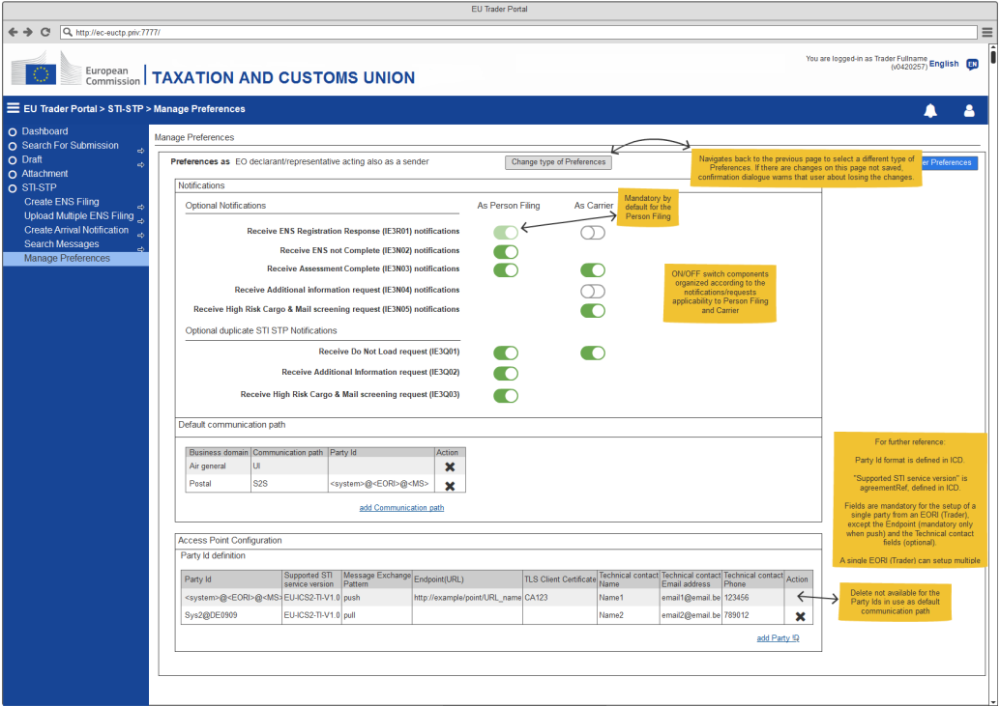 EU Trader Portal
http://ec-euctp.priv:7777/
European
Commission
TAXATION AND CUSTOMS UNION
You are logged-in as Trader Fullname
(v0420257)
English
EN
EU Trader Portal > STI-STP > Manage Preferences
Dashboard
Search For Submission
Draft
Attachment
STI-STP
Create ENS Filing
Upload Multiple ENS Filing
Create Arrival Notification
Search Messages
Manage Preferences
Manage Preferences
Preferences as EO declarant/representative acting also as a sender
Change type of Preferences
Navigates back to the previous page to select a different type of
Preferences. If there are changes on this page not saved,
confirmation dialogue warns that user about losing the changes.
Preferences
Notifications
Optional Notifications
As Person Filing
As Carrier
Mandatory by
default for the
Person Filing
Receive ENS Registration Response (IE3R01) notifications
Receive ENS not Complete (IE3N02) notifications
Receive Assessment Complete (IE3N03) notifications
Receive Additional information request (IE3N04) notifications
Receive High Risk Cargo & Mail screening request (IE3N05) notifications
ON/OFF switch components
organized according to the
notifications/requests
applicability to Person Filing
and Carrier
Optional duplicate STI STP Notifications
Receive Do Not Load request (IE3Q01)
Receive Additional Information request (IE3Q02)
Receive High Risk Cargo & Mail screening request (IE3Q03)
Default communication path
Business domain Communication path Party Id Action
Air general UI
Postal S2S <system>@<EORI>@<MS>
add Communication path
For further reference:
Party Id format is defined in ICD.
"Supported STI service version" is
agreementRef, defined in ICD.
Fields are mandatory for the setup of a
single party from an EORI (Trader),
except the Endpoint (mandatory only
when push) and the Technical contact
fields (optional).
A single EORI (Trader) can setup multiple
Access Point Configuration
Party Id definition
Party Id
Supported STI
service version
Message Exchange
Pattern
Endpoint(URL)
TLS Client Certificate
Technical contact
Name
Technical contact
Email address
Technical contact
Phone
Action
<system>@<EORI>@<MS> EU-ICS2-TI-V1.0 push http://example/point/URL_name CA123 Name1 email1@email.be 123456
Sys2@DE0909 EU-ICS2-TI-V1.0 pull Name2 email2@email.be 789012
Delete not available for the
Party Ids in use as default
communication path
add Party